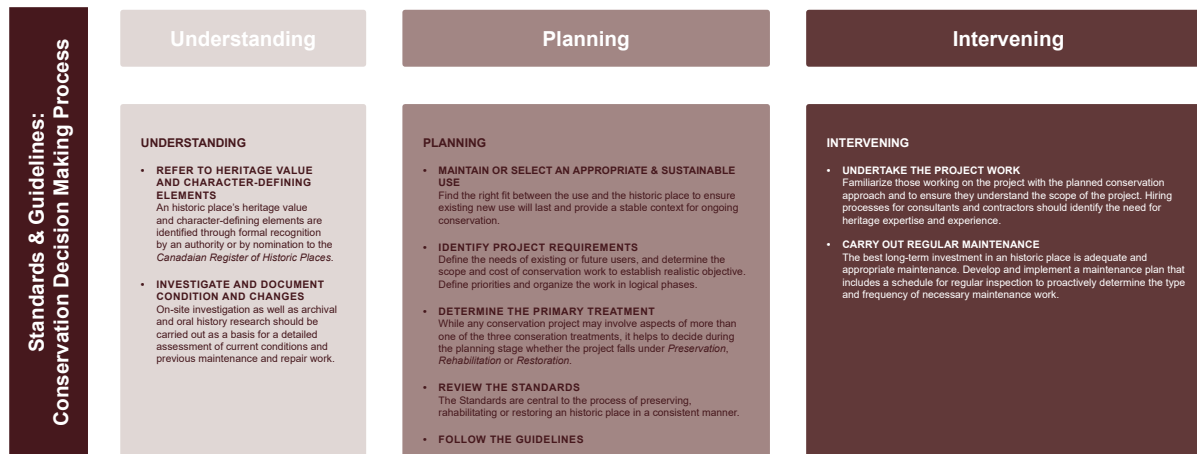 Standards & Guidelines:
Conservation Decision Making Process
Understanding
Planning
Intervening
UNDERSTANDING
• REFER TO HERITAGE VALUE
AND CHARACTER-DEFINING
ELEMENTS
An historic place's heritage value
and character-defining elements are
identified through formal recognition
by an authority or by nomination to the
Canadian Register of Historic Places.
• INVESTIGATE AND DOCUMENT
CONDITION AND CHANGES
On-site investigation as well as archival
and oral history research should be
carried out as a basis for a detailed
assessment of current conditions and
previous maintenance and repair work.
PLANNING
• MAINTAIN OR SELECT AN APPROPRIATE & SUSTAINABLE
USE
Find the right fit between the use and the historic place to ensure
existing new use will last and provide a stable context for ongoing
conservation.
• IDENTIFY PROJECT REQUIREMENTS
Define the needs of existing or future users, and determine the
scope and cost of conservation work to establish realistic objective.
Define priorities and organize the work in logical phases.
• DETERMINE THE PRIMARY TREATMENT
While any conservation project may involve aspects of more than
one of the three conseration treatments, it helps to decide during
the planning stage whether the project falls under Preservation,
Rehabilitation or Restoration.
• REVIEW THE STANDARDS
The Standards are central to the process of preserving,
rahabilitating or restoring an historic place in a consistent manner.
• FOLLOW THE GUIDELINES
INTERVENING
• UNDERTAKE THE PROJECT WORK
Familiarize those working on the project with the planned conservation
approach and to ensure they understand the scope of the project. Hiring
processes for consultants and contractors should identify the need for
heritage expertise and experience.
• CARRY OUT REGULAR MAINTENANCE
The best long-term investment in an historic place is adequate and
appropriate maintenance. Develop and implement a maintenance plan that
includes a schedule for regular inspection to proactively determine the type
and frequency of necessary maintenance work.